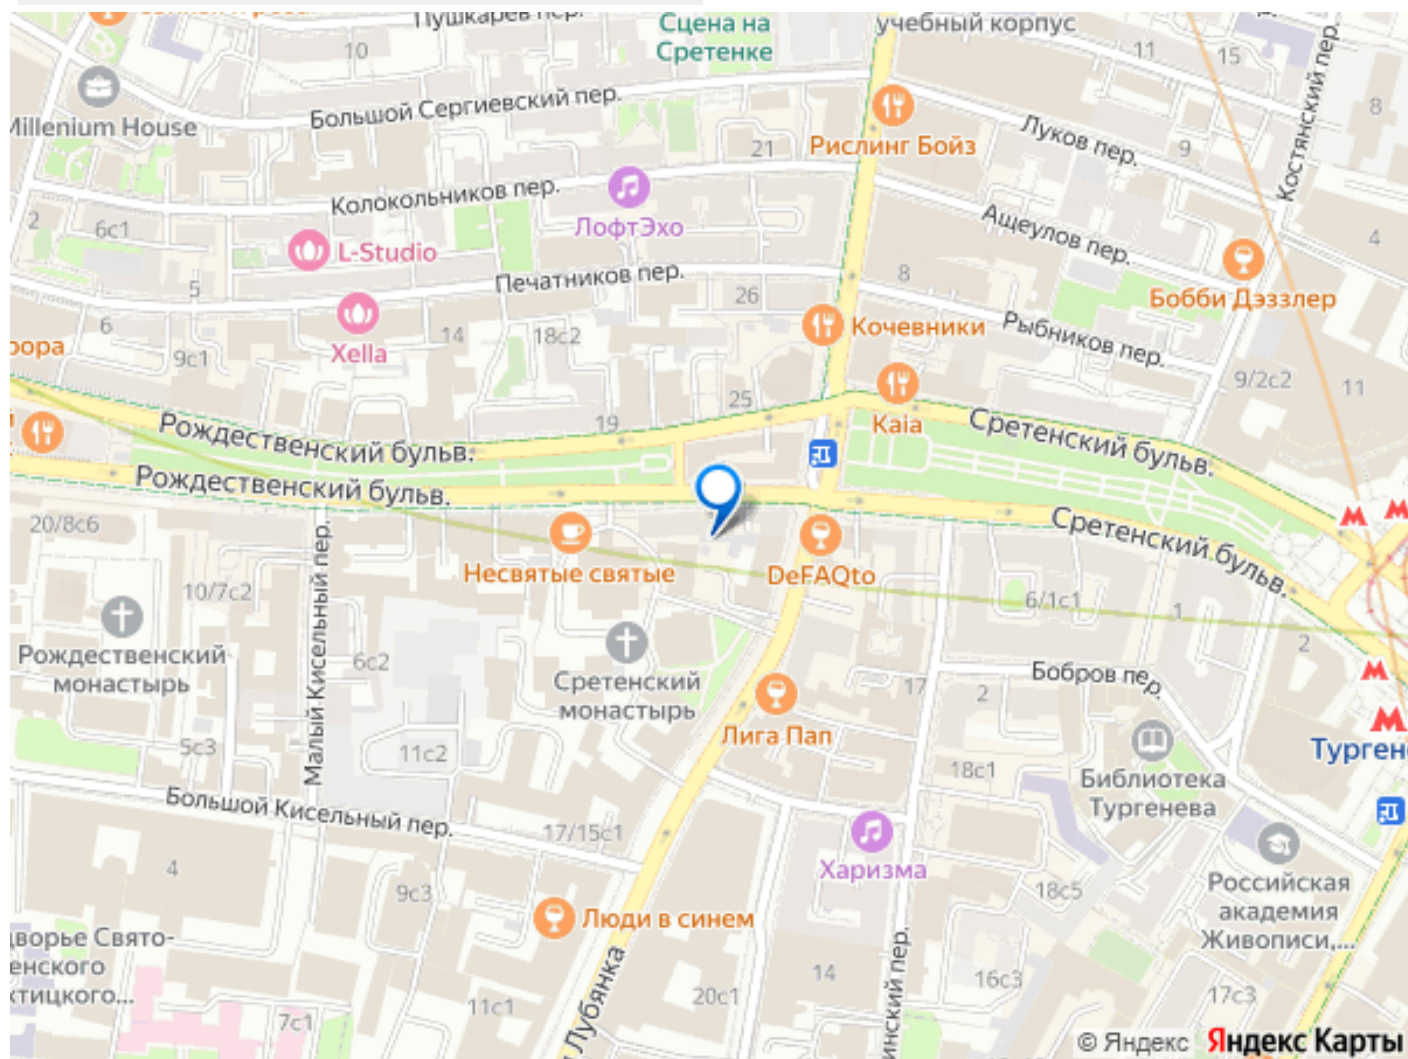 Пушкарёв пер.
Сцена на
Сретенке
учебный корпус
10
11
15
Костянский пер.
8
Millenium House
Большой Сергиевский пер.
Рислинг Бойз
Луков пер.
9
21
Колокольников пер.
ЛофтЭхо
Ащеулов пер.
2
6с1
L-Studio
4
Печатников пер.
8
Бобби Дэззлер
5
26
6
Xella
14
18с2
Кочевники
Рыбников пер.
9с1
9/2с2
11
25
19
Kaia
Рождественский бульв.
Сретенский бульв.
Рождественский бульв.
Сретенский бульв.
20/8с6
Несвятые святые
DeFAQto
10/7с2
Малый Кисельный пер.
6/1с1
1
2
Рождественский
монастырь
6с2
Сретенский
монастырь
Бобров пер.
17
2
Лига Пап
5с3
11с2
Тургене
18с1
Библиотека
Тургенева
Большой Кисельный пер.
17/15с1
Харизма
4
9с3
18с5
Российская
академия
Живописи,...
Люди в синем
14
16с3
17с3
20с1
11с1
7с1
Лубянка
© Яндекс Яндекс Карты